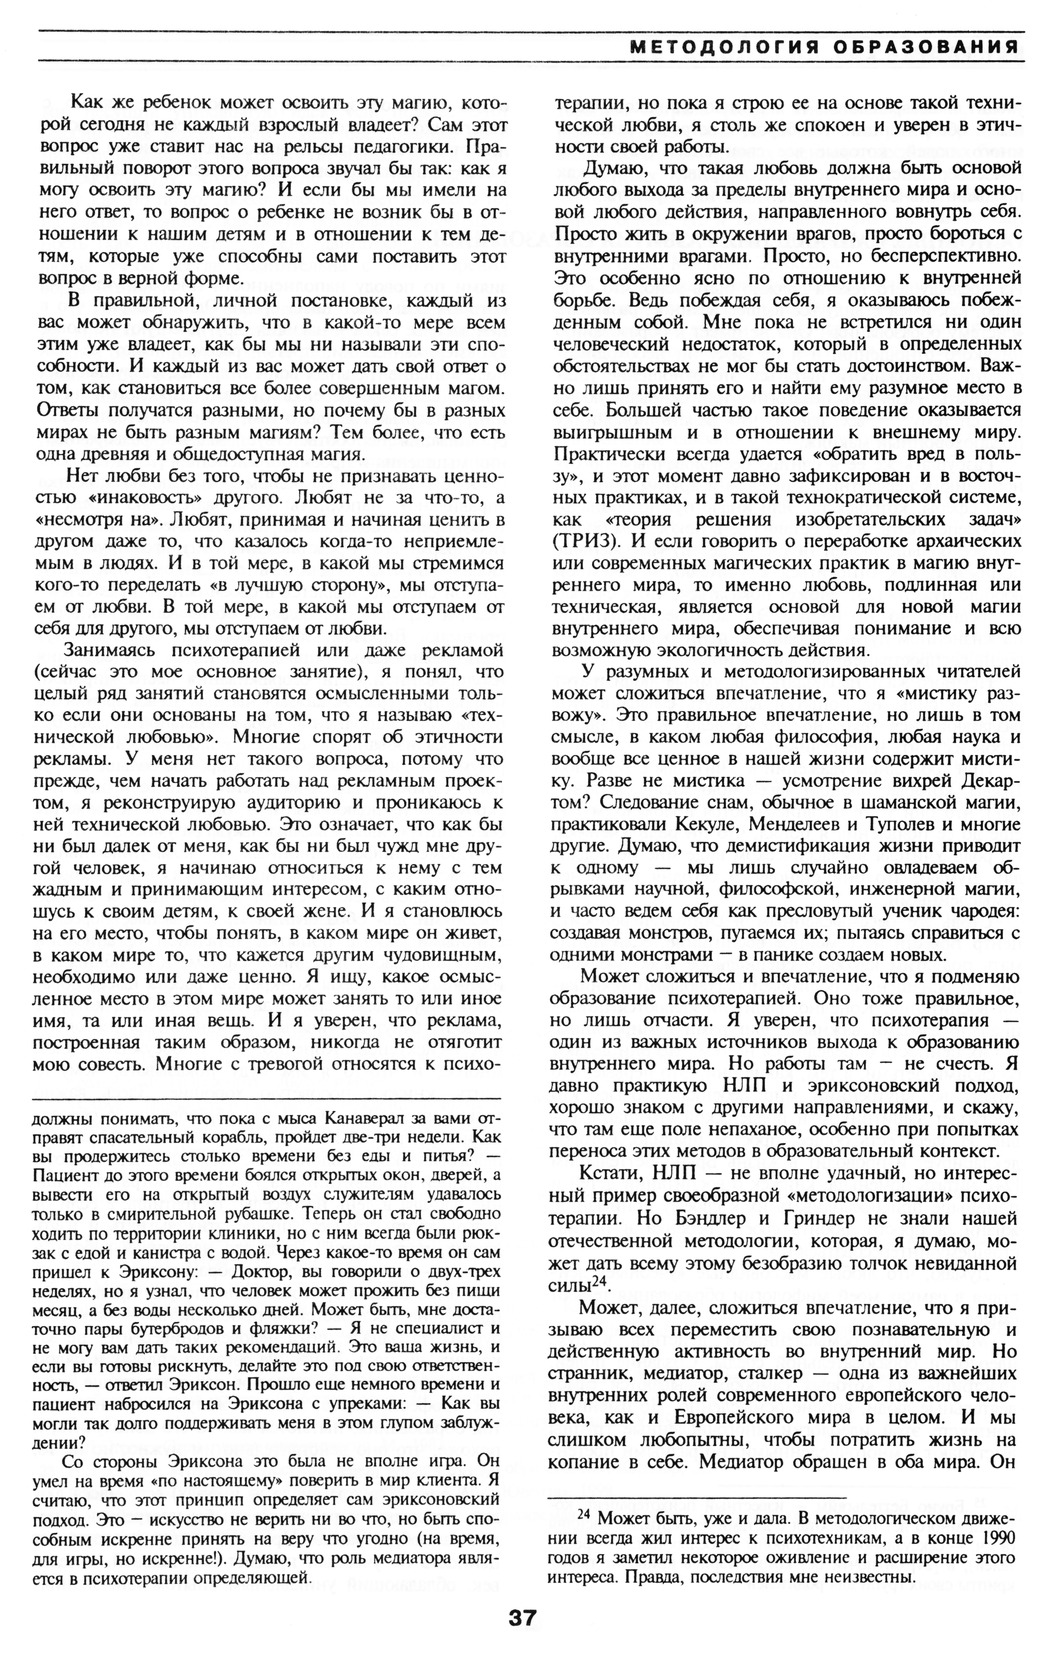 МЕТОДОЛОГИЯ ОБРАЗОВАНИЯ
Как же ребенок может освоить эту магию, кото-
рой сегодня не каждый взрослый владеет? Сам этот
вопрос уже ставит нас на рельсы педагогики. Пра-
вильный поворот этого вопроса звучал бы так: как я
могу освоить эту магию? И если бы мы имели на
него ответ, то вопрос о ребенке не возник бы в от-
ношении к нашим детям и в отношении к тем де-
тям, которые уже способны сами поставить этот
вопрос в верной форме.
В правильной, личной постановке, каждый из
вас может обнаружить, что в какой-то мере всем
этим уже владеет, как бы мы ни называли эти спо-
собности. И каждый из вас может дать свой ответ о
том, как становиться все более совершенным магом.
Ответы получатся разными, но почему бы в разных
мирах не быть разным магиям? Тем более, что есть
одна древняя и общедоступная магия.
Нет любви без того, чтобы не признавать ценно-
стью «инаковость» другого. Любят не за что-то, а
«несмотря на». Любят, принимая и начиная ценить в
другом даже то, что казалось когда-то неприемле-
мым в людях. И в той мере, в какой мы стремимся
кого-то переделать «в лучшую сторону», мы отступа-
ем от любви. В той мере, в какой мы отступаем от
себя для другого, мы отступаем от любви.
Занимаясь психотерапией или даже рекламой
(сейчас это мое основное занятие), я понял, что
целый ряд занятий становятся осмысленными толь-
ко если они основаны на том, что я называю «тех-
нической любовью». Многие спорят об этичности
рекламы. У меня нет такого вопроса, потому что
прежде, чем начать работать над рекламным проек-
том, я реконструирую аудиторию и проникаюсь к
ней технической любовью. Это означает, что как бы
ни был далек от меня, как бы ни был чужд мне дру-
гой человек, я начинаю относиться к нему с тем
жадным и принимающим интересом, с каким отно-
шусь к своим детям, к своей жене. И я становлюсь
на его место, чтобы понять, в каком мире он живет,
в каком мире то, что кажется другим чудовищным,
необходимо или даже ценно. Я ищу, какое осмыс-
ленное место в этом мире может занять то или иное
имя, та или иная вещь. И я уверен, что реклама,
построенная таким образом, никогда не отяготит
мою совесть. Многие с тревогой относятся к психо-
должны понимать, что пока с мыса Канаверал за вами от-
правят спасательный корабль, пройдет две-три недели. Как
вы продержитесь столько времени без еды и питья? —
Пациент до этого времени боялся открытых окон, дверей, а
вывести его на открытый воздух служителям удавалось
только в смирительной рубашке. Теперь он стал свободно
ходить по территории клиники, но с ним всегда были рюк-
зак с едой и канистра с водой. Через какое-то время он сам
пришел к Эриксону: — Доктор, вы говорили о двух-трех
неделях, но я узнал, что человек может прожить без пищи
месяц, а без воды несколько дней. Может быть, мне доста-
точно пары бутербродов и фляжки? — Я не специалист и
не могу вам дать таких рекомендаций. Это ваша жизнь, и
если вы готовы рискнуть, делайте это под свою ответствен-
ность, — ответил Эриксон. Прошло еще немного времени и
пациент набросился на Эриксона с упреками: — Как вы
могли так долго поддерживать меня в этом глупом заблуж-
дении?
Со стороны Эриксона это была не вполне игра. Он
умел на время «по настоящему» поверить в мир клиента. Я
считаю, что этот принцип определяет сам эриксоновский
подход. Это — искусство не верить ни во что, но быть спо-
собным искренне принять на веру что угодно (на время,
для игры, но искренне!). Думаю, что роль медиатора явля-
ется в психотерапии определяющей.
терапии, но пока я строю ее на основе такой техни-
ческой любви, я столь же спокоен и уверен в этич-
ности своей работы.
Думаю, что такая любовь должна быть основой
любого выхода за пределы внутреннего мира и осно-
вой любого действия, направленного вовнутрь себя.
Просто жить в окружении врагов, просто бороться с
внутренними врагами. Просто, но бесперспективно.
Это особенно ясно по отношению к внутренней
борьбе. Ведь побеждая себя, я оказываюсь побеж-
денным собой. Мне пока не встретился ни один
человеческий недостаток, который в определенных
обстоятельствах не мог бы стать достоинством. Важ-
но лишь принять его и найти ему разумное место в
себе. Большей частью такое поведение оказывается
выигрышным и в отношении к внешнему миру.
Практически всегда удается «обратить вред в поль-
зу», и этот момент давно зафиксирован и в восточ-
ных практиках, и в такой технократической системе,
как «теория решения изобретательских задач»
(ТРИЗ). И если говорить о переработке архаических
или современных магических практик в магию внут-
реннего мира, то именно любовь, подлинная или
техническая, является основой для новой магии
внутреннего мира, обеспечивая понимание и всю
возможную экологичность действия.
У разумных и методологизированных читателей
может сложиться впечатление, что я «мистику раз-
вожу». Это правильное впечатление, но лишь в том
смысле, в каком любая философия, любая наука и
вообще все ценное в нашей жизни содержит мисти-
ку. Разве не мистика — усмотрение вихрей Декар-
том? Следование снам, обычное в шаманской магии,
практиковали Кекуле, Менделеев и Туполев и многие
другие. Думаю, что демистификация жизни приводит
к одному — мы лишь случайно овладеваем об-
рывками научной, философской, инженерной магии,
и часто ведем себя как пресловутый ученик чародея:
создавая монстров, пугаемся их; пытаясь справиться с
одними монстрами — в панике создаем новых.
Может сложиться и впечатление, что я подменяю
образование психотерапией. Оно тоже правильное,
но лишь отчасти. Я уверен, что психотерапия —
один из важных источников выхода к образованию
внутреннего мира. Но работы там — не счесть. Я
давно практикую НЛП и эриксоновский подход,
хорошо знаком с другими направлениями, и скажу,
что там еще поле непаханое, особенно при попытках
переноса этих методов в образовательный контекст.
Кстати, НЛП — не вполне удачный, но интерес-
ный пример своеобразной «методологизации» психо-
терапии. Но Бэндлер и Гриндер не знали нашей
отечественной методологии, которая, я думаю, мо-
жет дать всему этому безобразию толчок невиданной
силы24.
Может, далее, сложиться впечатление, что я при-
зываю всех переместить свою познавательную и
действенную активность во внутренний мир. Но
странник, медиатор, сталкер — одна из важнейших
внутренних ролей современного европейского чело-
века, как и Европейского мира в целом. И мы
слишком любопытны, чтобы потратить жизнь на
копание в себе. Медиатор обращен в оба мира. Он
24 Может быть, уже и дала. В методологическом движе-
нии всегда жил интерес к психотехникам, а в конце 1990
годов я заметил некоторое оживление и расширение этого
интереса. Правда, последствия мне неизвестны.
37